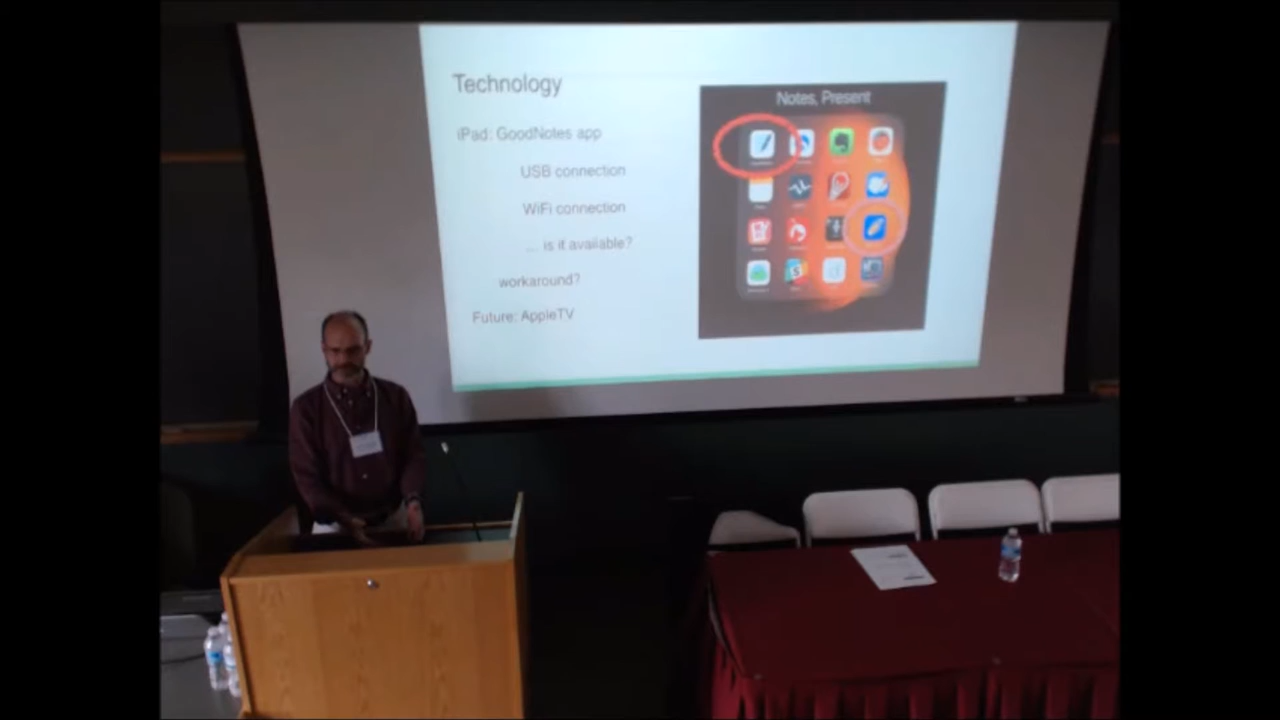 Technology
Notes, Present
iPad: GoodNotes app
USB connection
WiFi connection
... is it available?
workaround?
Future: AppleTV